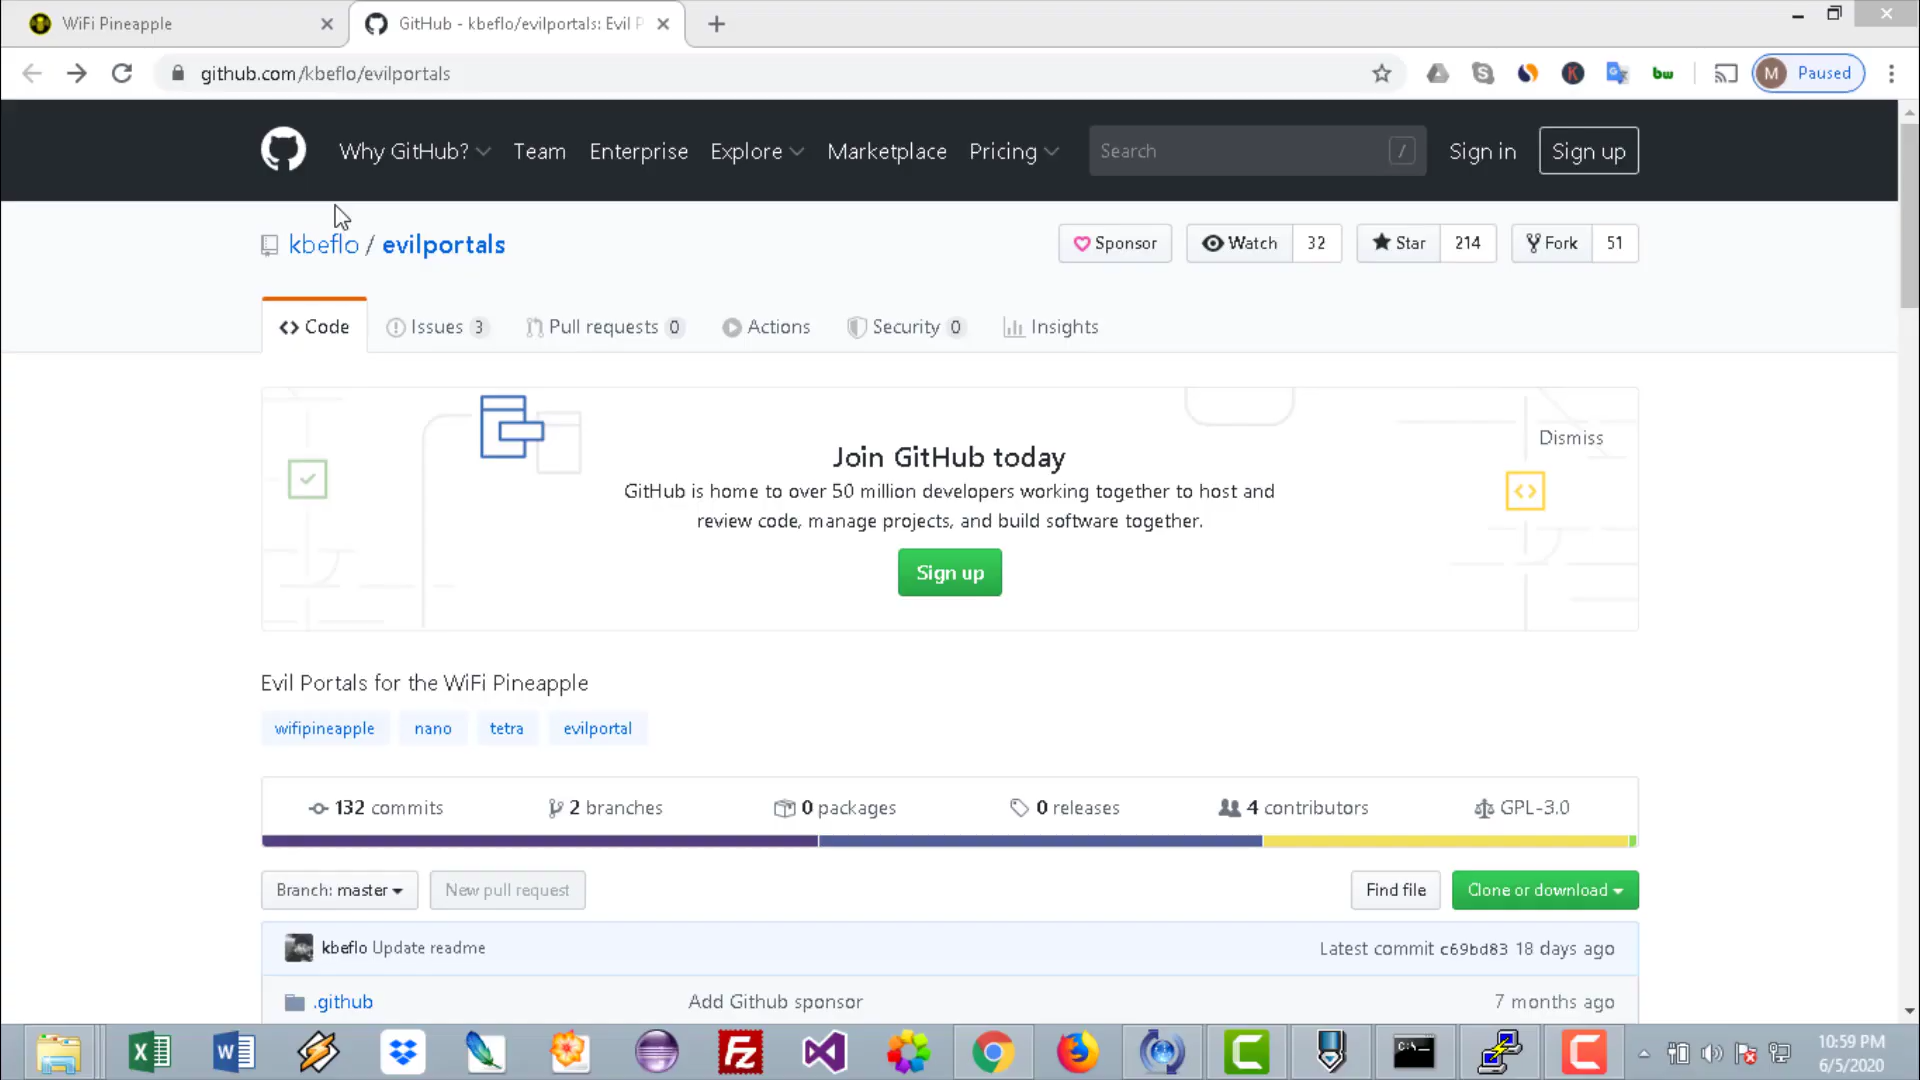 WiFi Pineapple
GitHub - kbeflo/evilportals: Evil P
github.com/kbeflo/evilportals
K
bw
M Paused
Why GitHub? Team Enterprise Explore Marketplace Pricing Search / Sign in Sign up
kbeflo / evilportals
Sponsor Watch 32 Star 214 Fork 51
Code Issues 3 Pull requests 0 Actions Security 0 Insights
Dismiss
Join GitHub today
GitHub is home to over 50 million developers working together to host and
review code, manage projects, and build software together.
Sign up
Evil Portals for the WiFi Pineapple
wifipineapple nano tetra evilportal
132 commits 2 branches 0 packages 0 releases 4 contributors GPL-3.0
Branch: master New pull request Find file Clone or download
kbeflo Update readme Latest commit c69bd83 18 days ago
.github Add Github sponsor 7 months ago
10:59 PM
6/5/2020